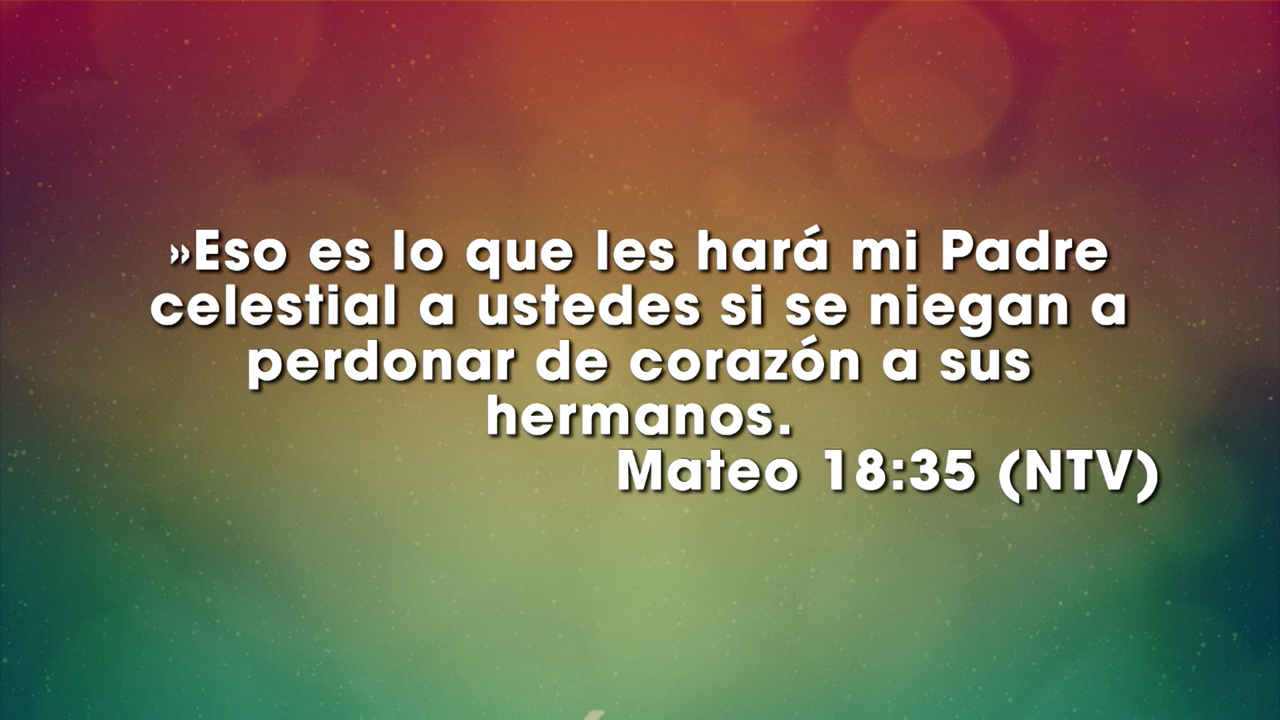 »Eso es lo que les hará mi Padre
celestial a ustedes si se niegan a
perdonar de corazón a sus
hermanos.
Mateo 18:35 (NTV)